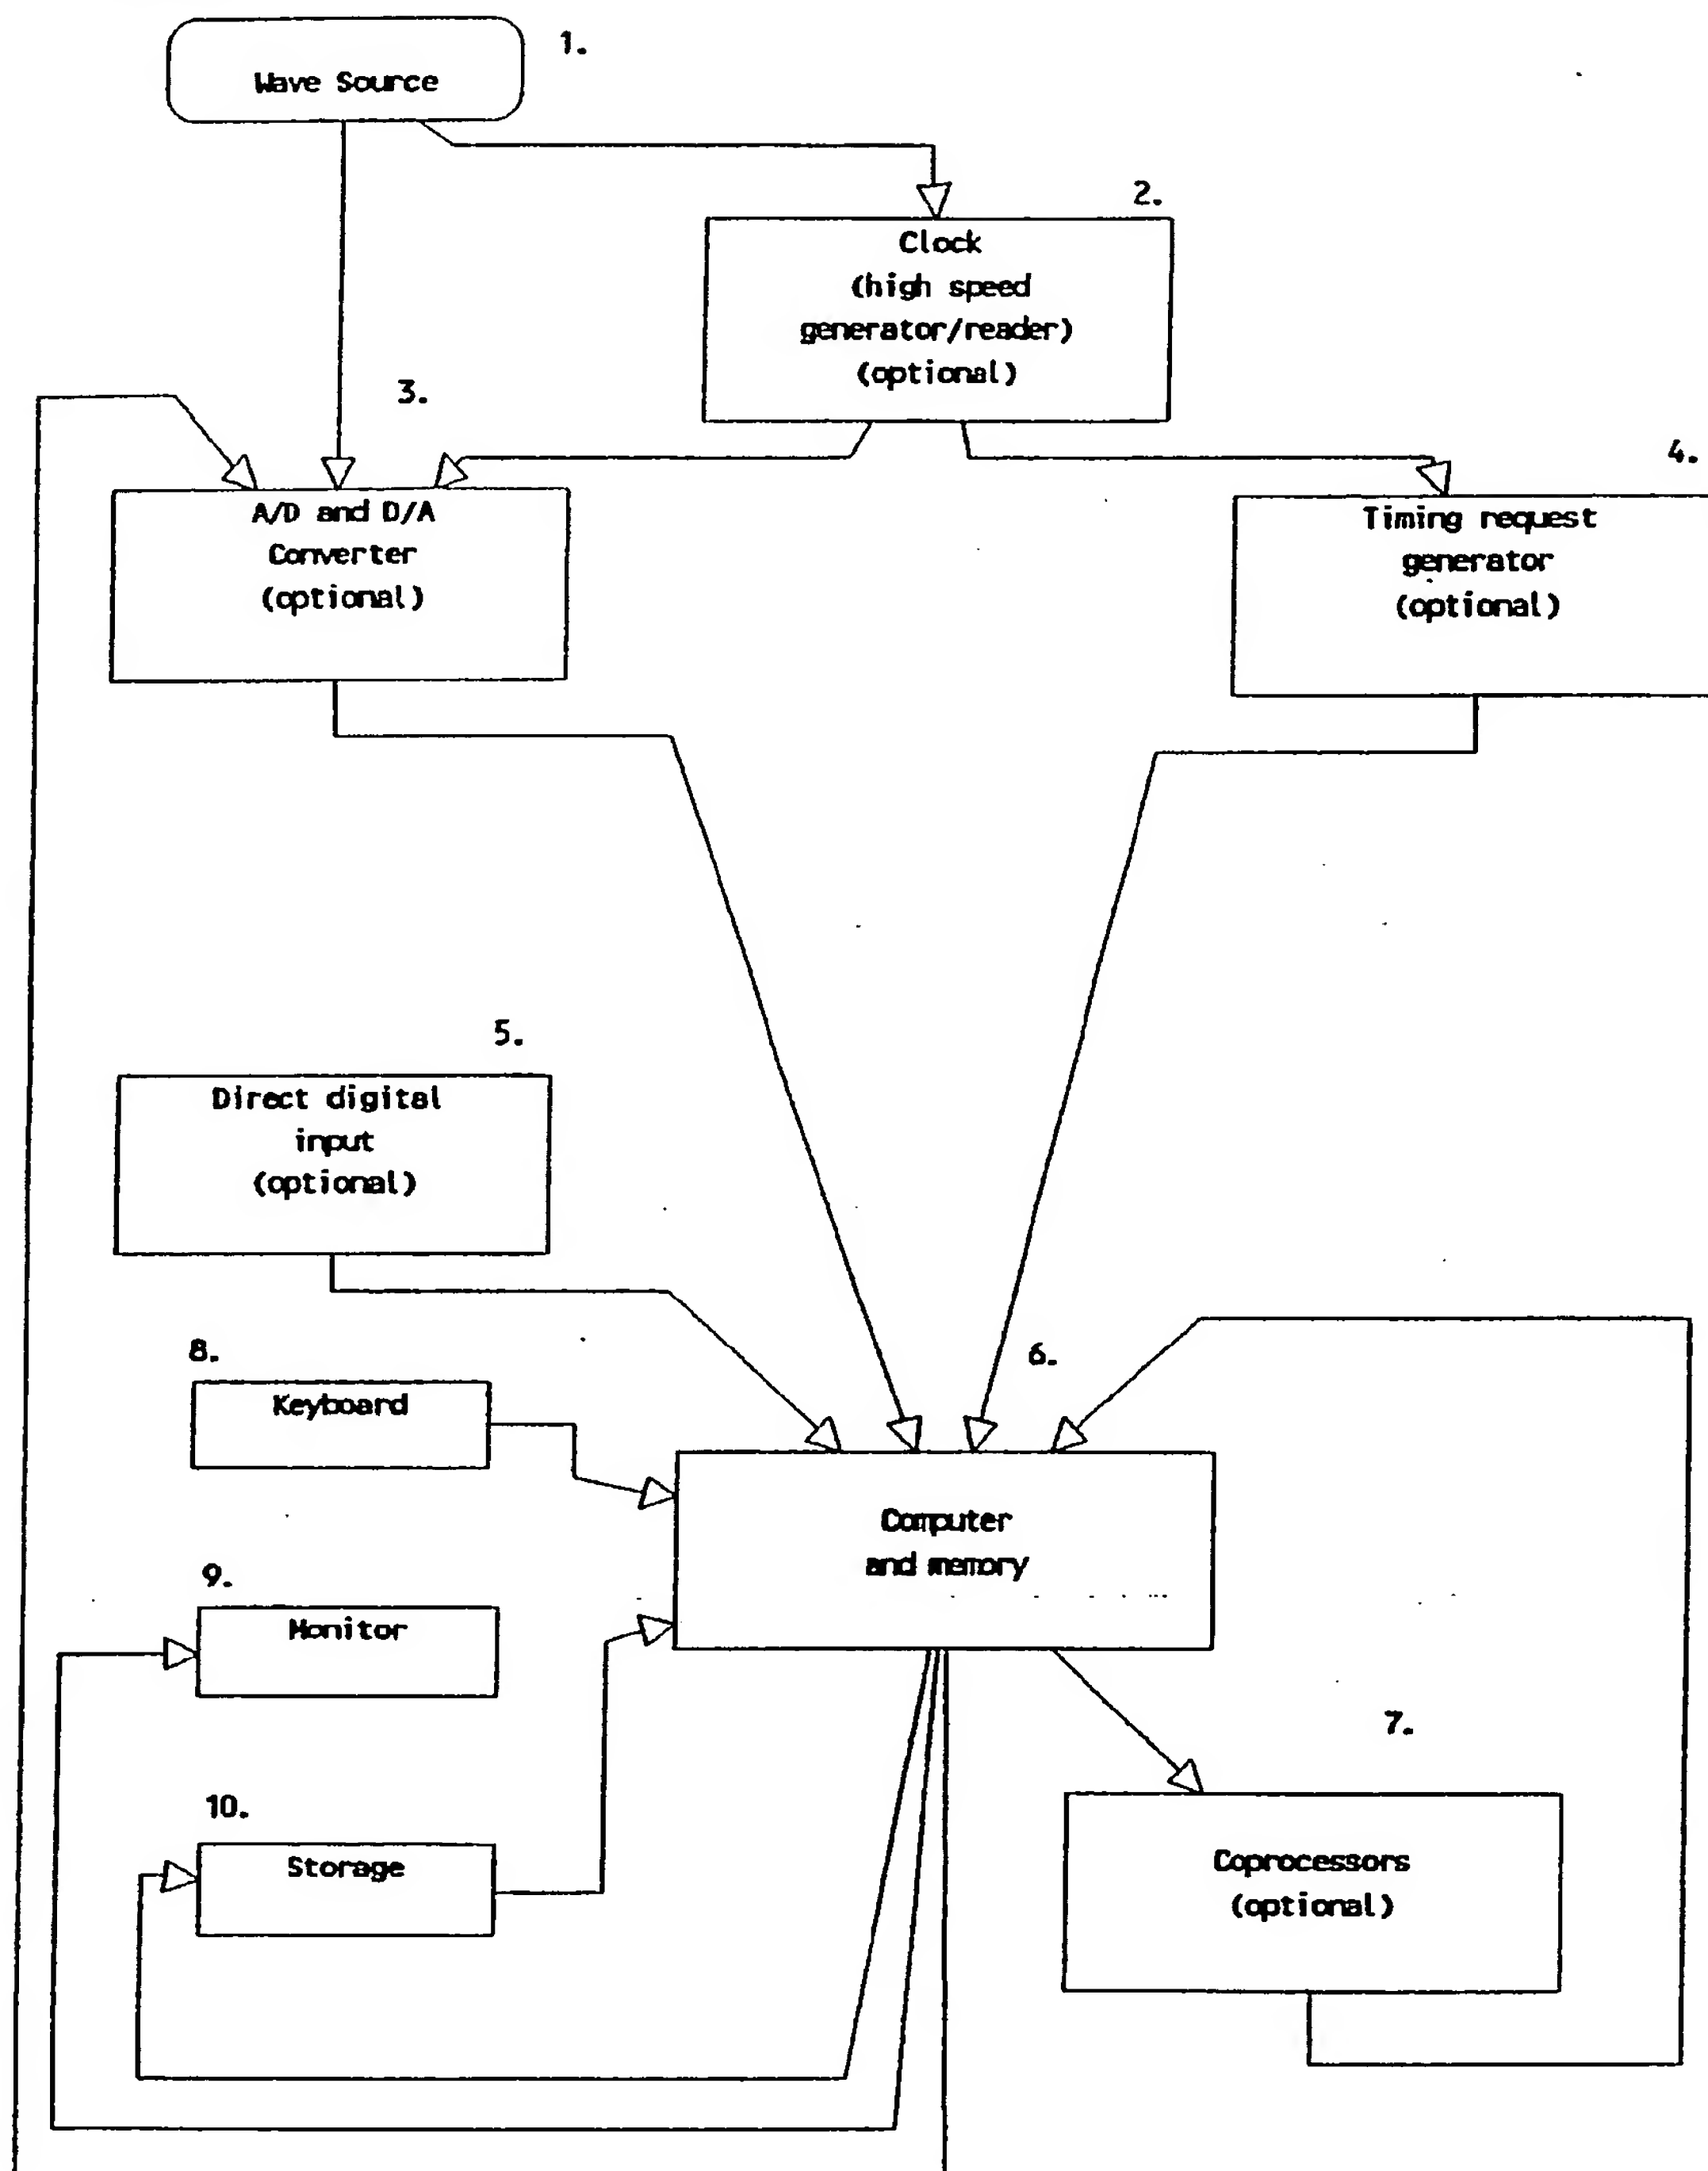 1.
Wave Source
2.
Clock
(high speed
generator/reader)
(optional)
3.
A/D and D/A
Converter
(optional)
4.
Timing request
generator
(optional)
5.
Direct digital
input
(optional)
8.
Keyboard
6.
Computer
and memory
9.
Monitor
7.
Coprocessors
(optional)
10.
Storage